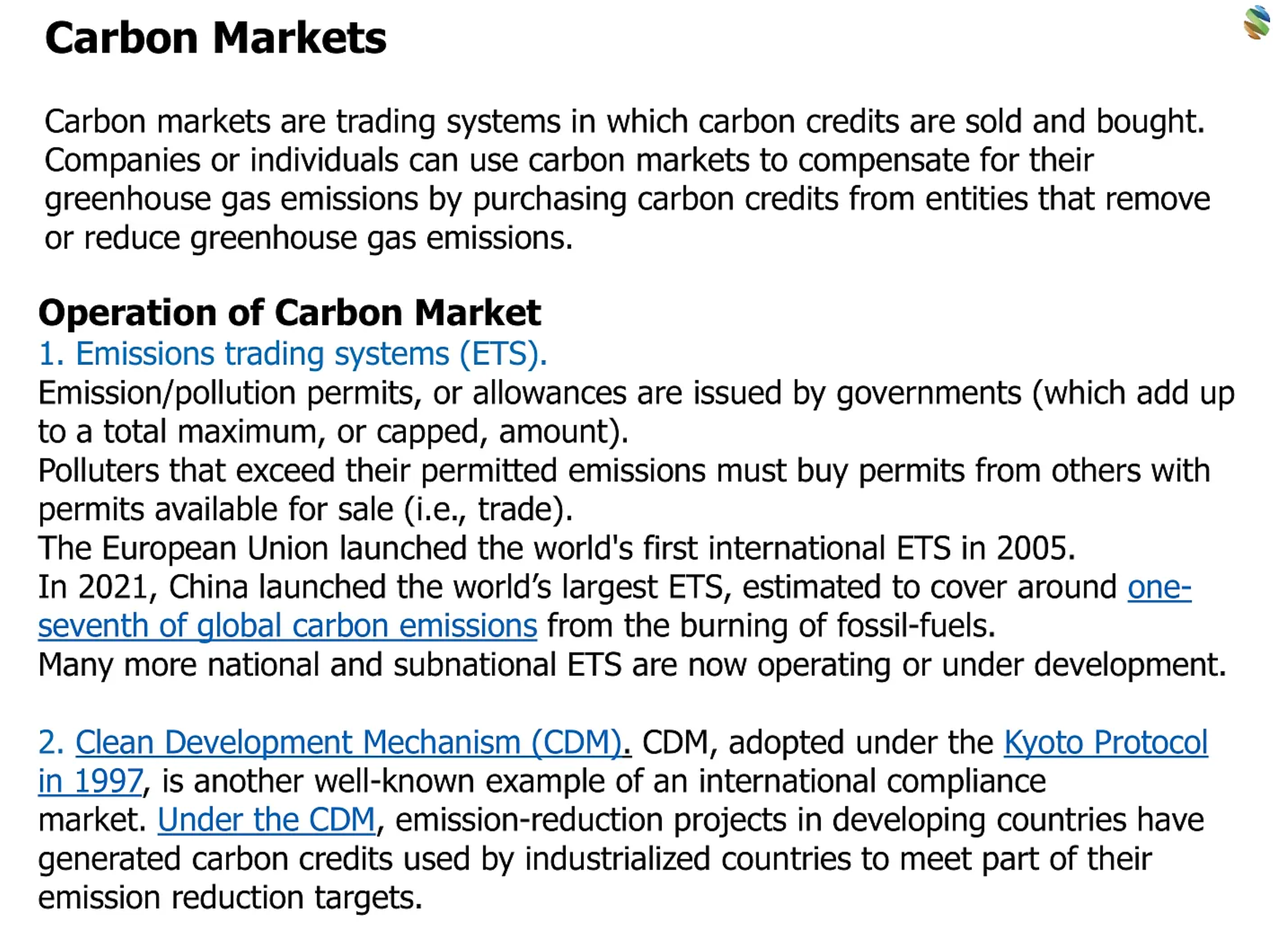 Carbon Markets
Carbon markets are trading systems in which carbon credits are sold and bought.
Companies or individuals can use carbon markets to compensate for their
greenhouse gas emissions by purchasing carbon credits from entities that remove
or reduce greenhouse gas emissions.
Operation of Carbon Market
1. Emissions trading systems (ETS).
Emission/pollution permits, or allowances are issued by governments (which add up
to a total maximum, or capped, amount).
Polluters that exceed their permitted emissions must buy permits from others with
permits available for sale (i.e., trade).
The European Union launched the world's first international ETS in 2005.
In 2021, China launched the world’s largest ETS, estimated to cover around one-
seventh of global carbon emissions from the burning of fossil-fuels.
Many more national and subnational ETS are now operating or under development.
2. Clean Development Mechanism (CDM). CDM, adopted under the Kyoto Protocol
in 1997, is another well-known example of an international compliance
market. Under the CDM, emission-reduction projects in developing countries have
generated carbon credits used by industrialized countries to meet part of their
emission reduction targets.